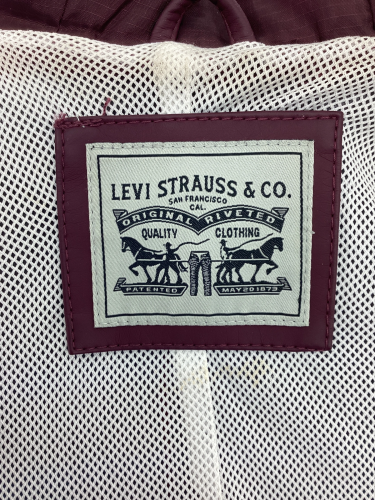 LEVI STRAUSS & CO.
SAN FRANCISCO
CAL.
ORIGINAL RIVETED
QUALITY CLOTHING
PATENTED MAY 20 1873